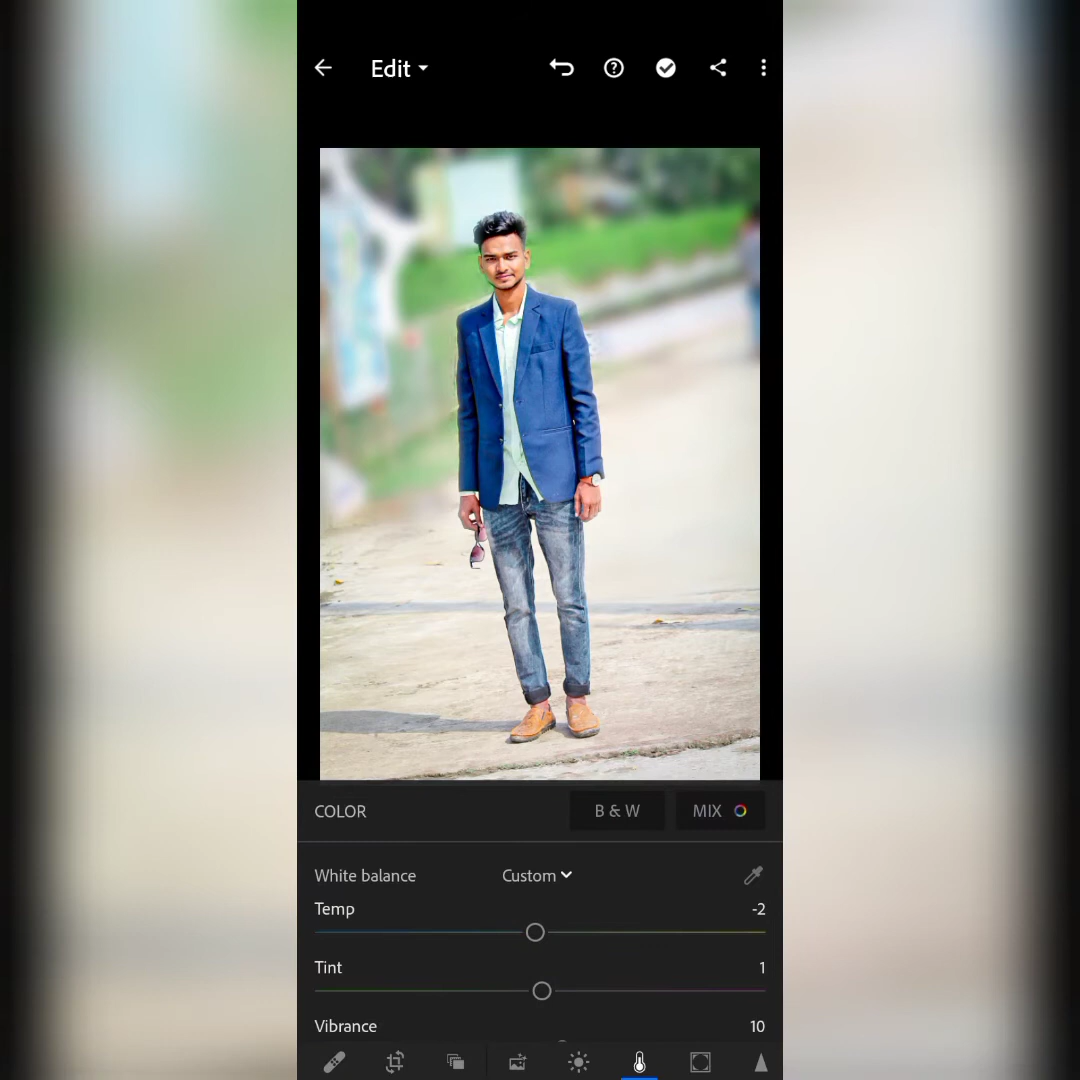 Edit
COLOR B & W MIX
White balance Custom
Temp -2
Tint 1
Vibrance 10